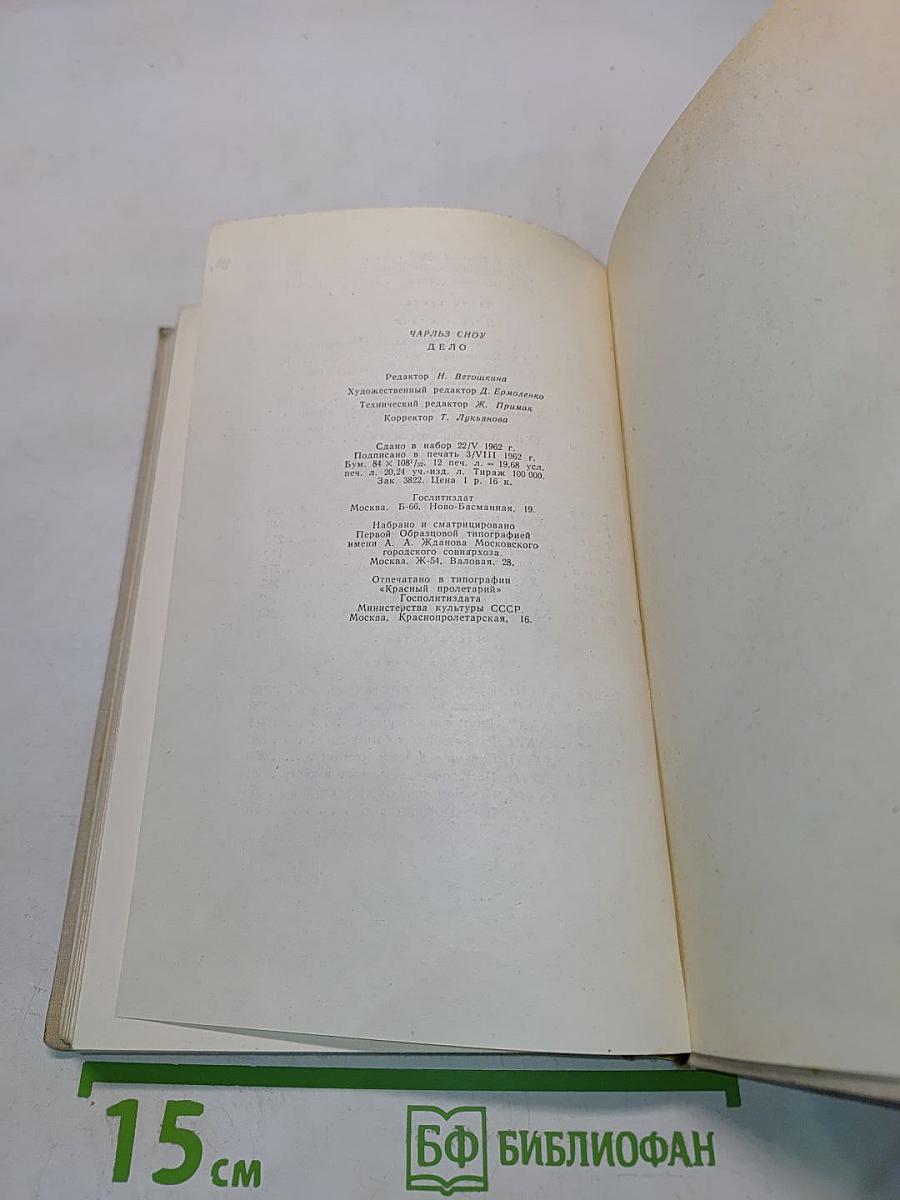 ЧАРЛЬЗ СНОУ
ДЕЛО
Редактор Н. Ветошкина
Художественный редактор Д. Ермоленко
Технический редактор Ж. Примак
Корректор Т. Лукьянова
Сдано в набор 22/V 1962 г.
Подписано в печать 3/VIII 1962 г.
Бум. 84 × 108¹/₃₂. 12 печ. л. = 19,68 усл.
печ. л. 20,24 уч.-изд. л. Тираж 100 000.
Зак 3822. Цена 1 р. 16 к.
Гослитиздат
Москва, Б-66, Ново-Басманная, 19.
Набрано и сматрицировано
Первой Образцовой типографией
имени А. А. Жданова Московского
городского совнархоза.
Москва, Ж-54, Валовая, 28.
Отпечатано в типографии
«Красный пролетарий»
Госполитиздата
Министерства культуры СССР.
Москва, Краснопролетарская, 16.
15 см
БФ БИБЛИОФАН